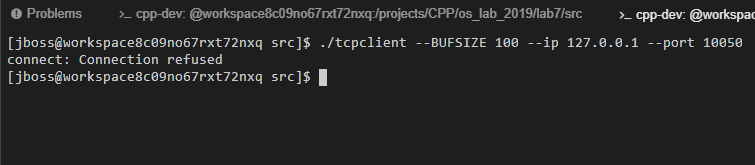 Problems >_ cpp-dev: @workspace8c09no67rxt72nxq:/projects/CPP/os_lab_2019/lab7/src >_ cpp-dev: @workspa
[jboss@workspace8c09no67rxt72nxq src]$ ./tcpclient --BUFSIZE 100 --ip 127.0.0.1 --port 10050
connect: Connection refused
[jboss@workspace8c09no67rxt72nxq src]$